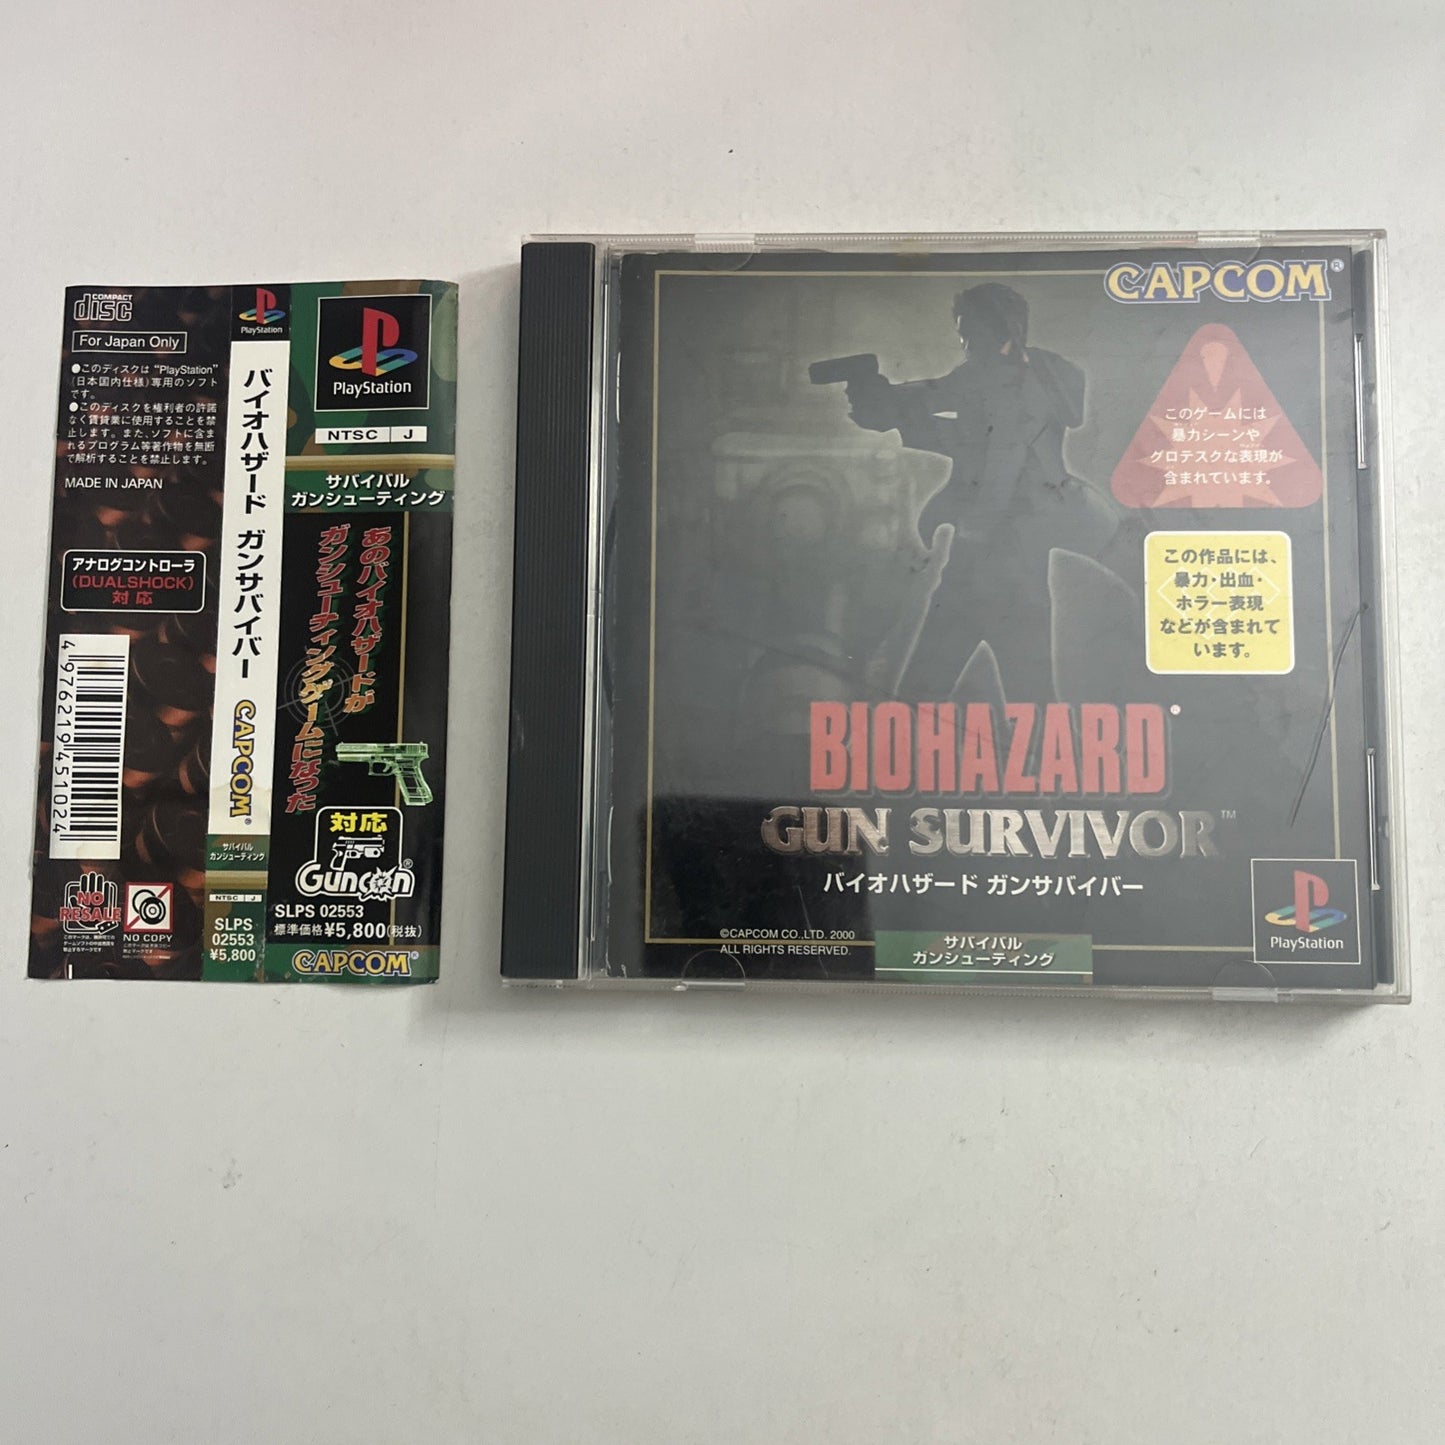 COMPACT
disc
For Japan Only
●このディスクは "PlayStation"
(日本国内仕様)専用のソフト
です。
●このディスクを権利者の許諾
なく賃貸業に使用することを禁
止します。また、ソフトに含ま
れるプログラム等著作物を無断
で解析することを禁止します。
MADE IN JAPAN
アナログコントローラ
(DUALSHOCK)
対応
4 976219 451024
NO
RESALE
NO COPY
PlayStation
バイオハザード ガンサバイバー
CAPCOM®
サバイバル
ガンシューティング
NTSC J
SLPS
02553
¥5,800
PlayStation
NTSC J
サバイバル
ガンシューティング
あのバイオハザードが
ガンシューティングゲームになった
対応
Guncon®
SLPS 02553
標準価格¥5,800(税抜)
CAPCOM®
CAPCOM®
このゲームには
暴力シーンや
グロテスクな表現が
含まれています。
この作品には、
暴力・出血・
ホラー表現
などが含まれて
います。
BIOHAZARD®
GUN SURVIVOR™
バイオハザード ガンサバイバー
©CAPCOM CO.,LTD. 2000
ALL RIGHTS RESERVED.
サバイバル
ガンシューティング
PlayStation